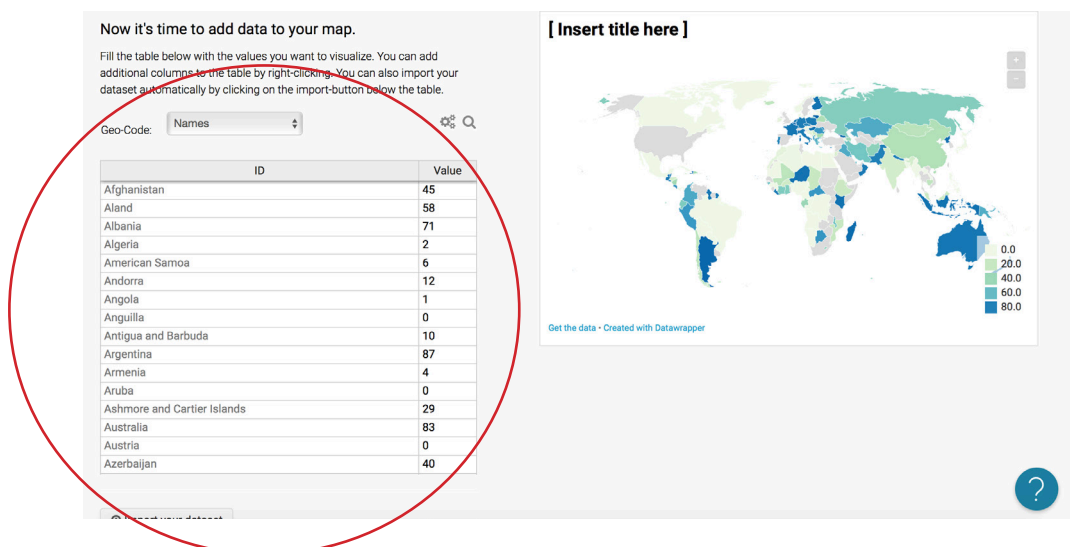 Now it's time to add data to your map.
Fill the table below with the values you want to visualize. You can add
additional columns to the table by right-clicking. You can also import your
dataset automatically by clicking on the import-button below the table.
Geo-Code: Names
ID Value
Afghanistan 45
Aland 58
Albania 71
Algeria 2
American Samoa 6
Andorra 12
Angola 1
Anguilla 0
Antigua and Barbuda 10
Argentina 87
Armenia 4
Aruba 0
Ashmore and Cartier Islands 29
Australia 83
Austria 0
Azerbaijan 40
Import your dataset
[ Insert title here ]
+
-
0.0
20.0
40.0
60.0
80.0
Get the data • Created with Datawrapper
?